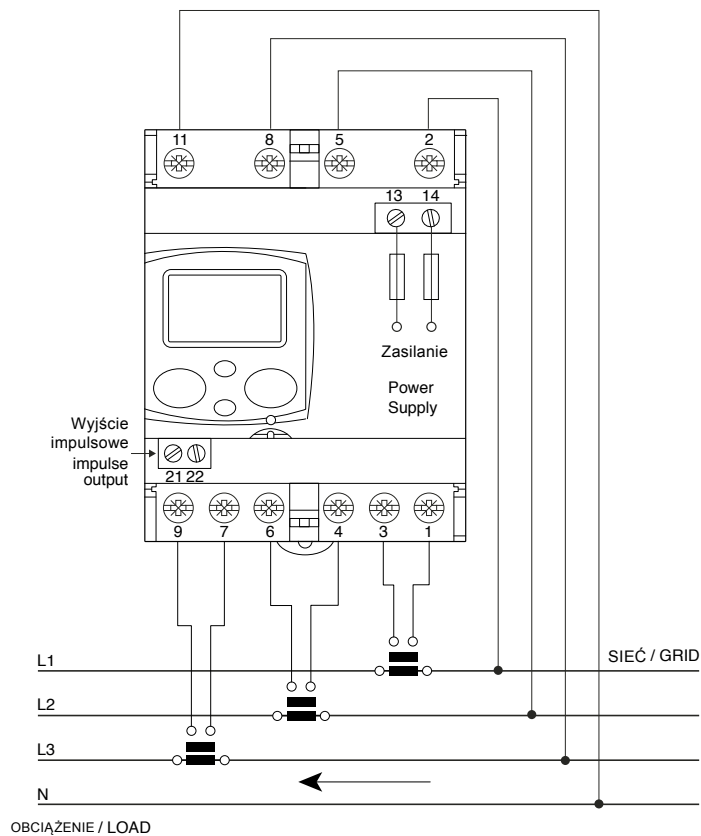 11 8 5 2
13 14
Zasilanie
Power
Supply
Wyjście
impulsowe
impulse
output
21 22
9 7 6 4 3 1
L1
SIEĆ / GRID
L2
L3
N
OBCIĄŻENIE / LOAD